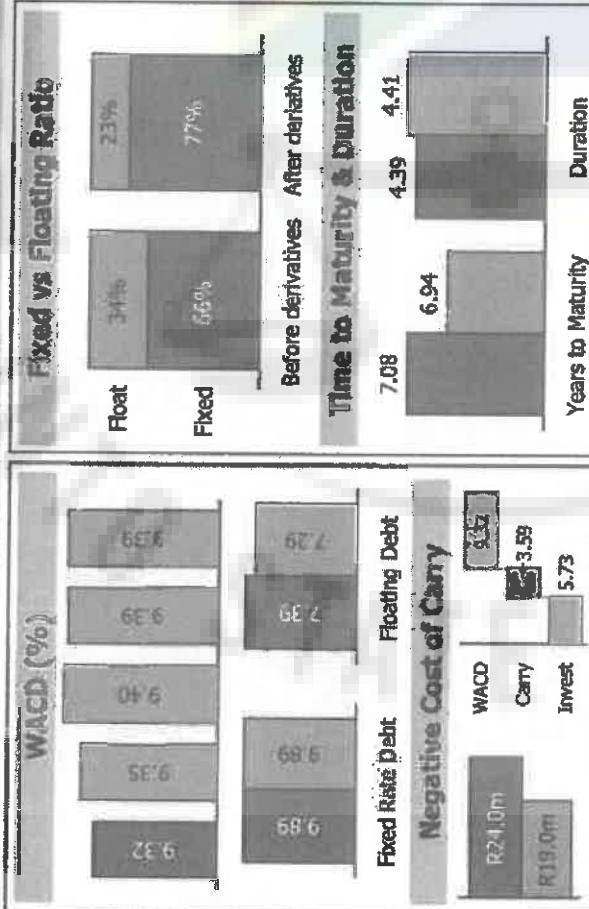 WACD (%)
9.32
9.35
9.40
9.39
9.39
9.89
9.89
7.35
7.29
Fixed Rate Debt
Floating Debt
Negative Cost of Carry
R24.0m
R19.0m
WACD
9.32
Carry
-3.59
Invest
5.73
Fixed vs Floating Ratio
Float
34%
23%
Fixed
66%
77%
Before derivatives
After deriatives
Time to Maturity & Duration
7.08
6.94
4.39
4.41
Years to Maturity
Duration